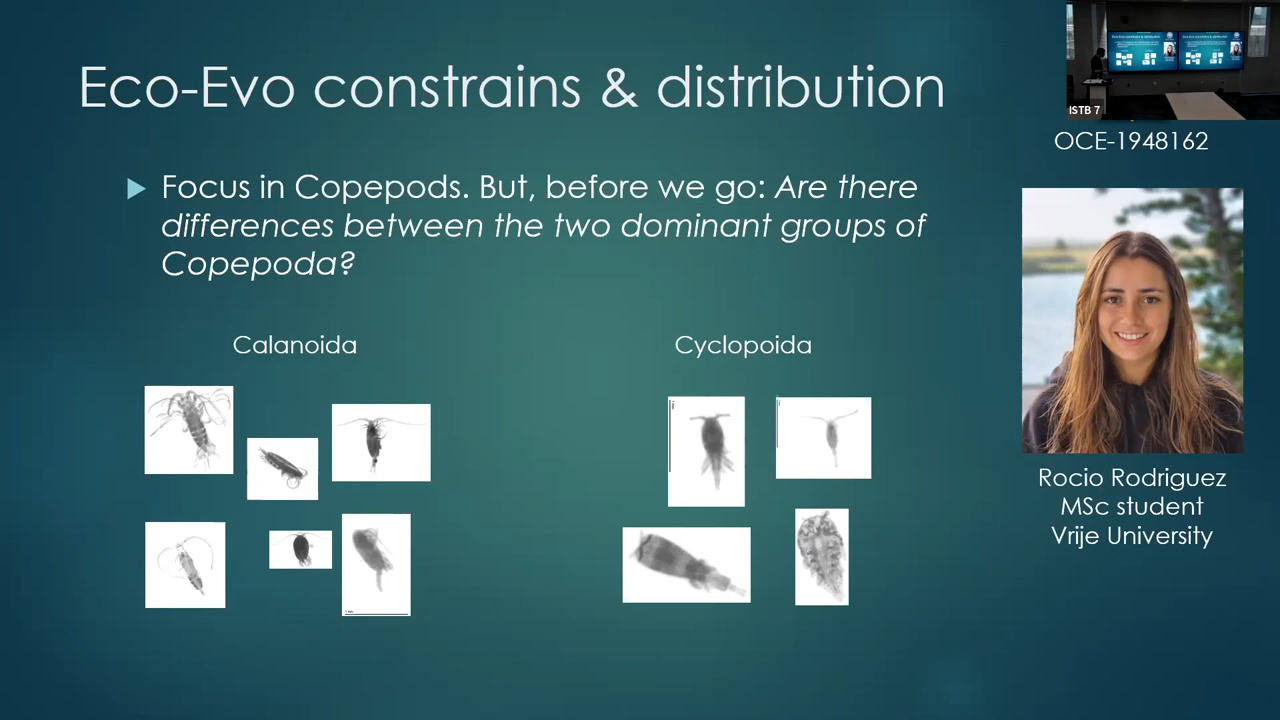 Eco-Evo constrains & distribution
ISTB 7
OCE-1948162
Focus in Copepods. But, before we go: Are there
differences between the two dominant groups of
Copepoda?
Calanoida
Cyclopoida
Rocio Rodriguez
MSc student
Vrije University